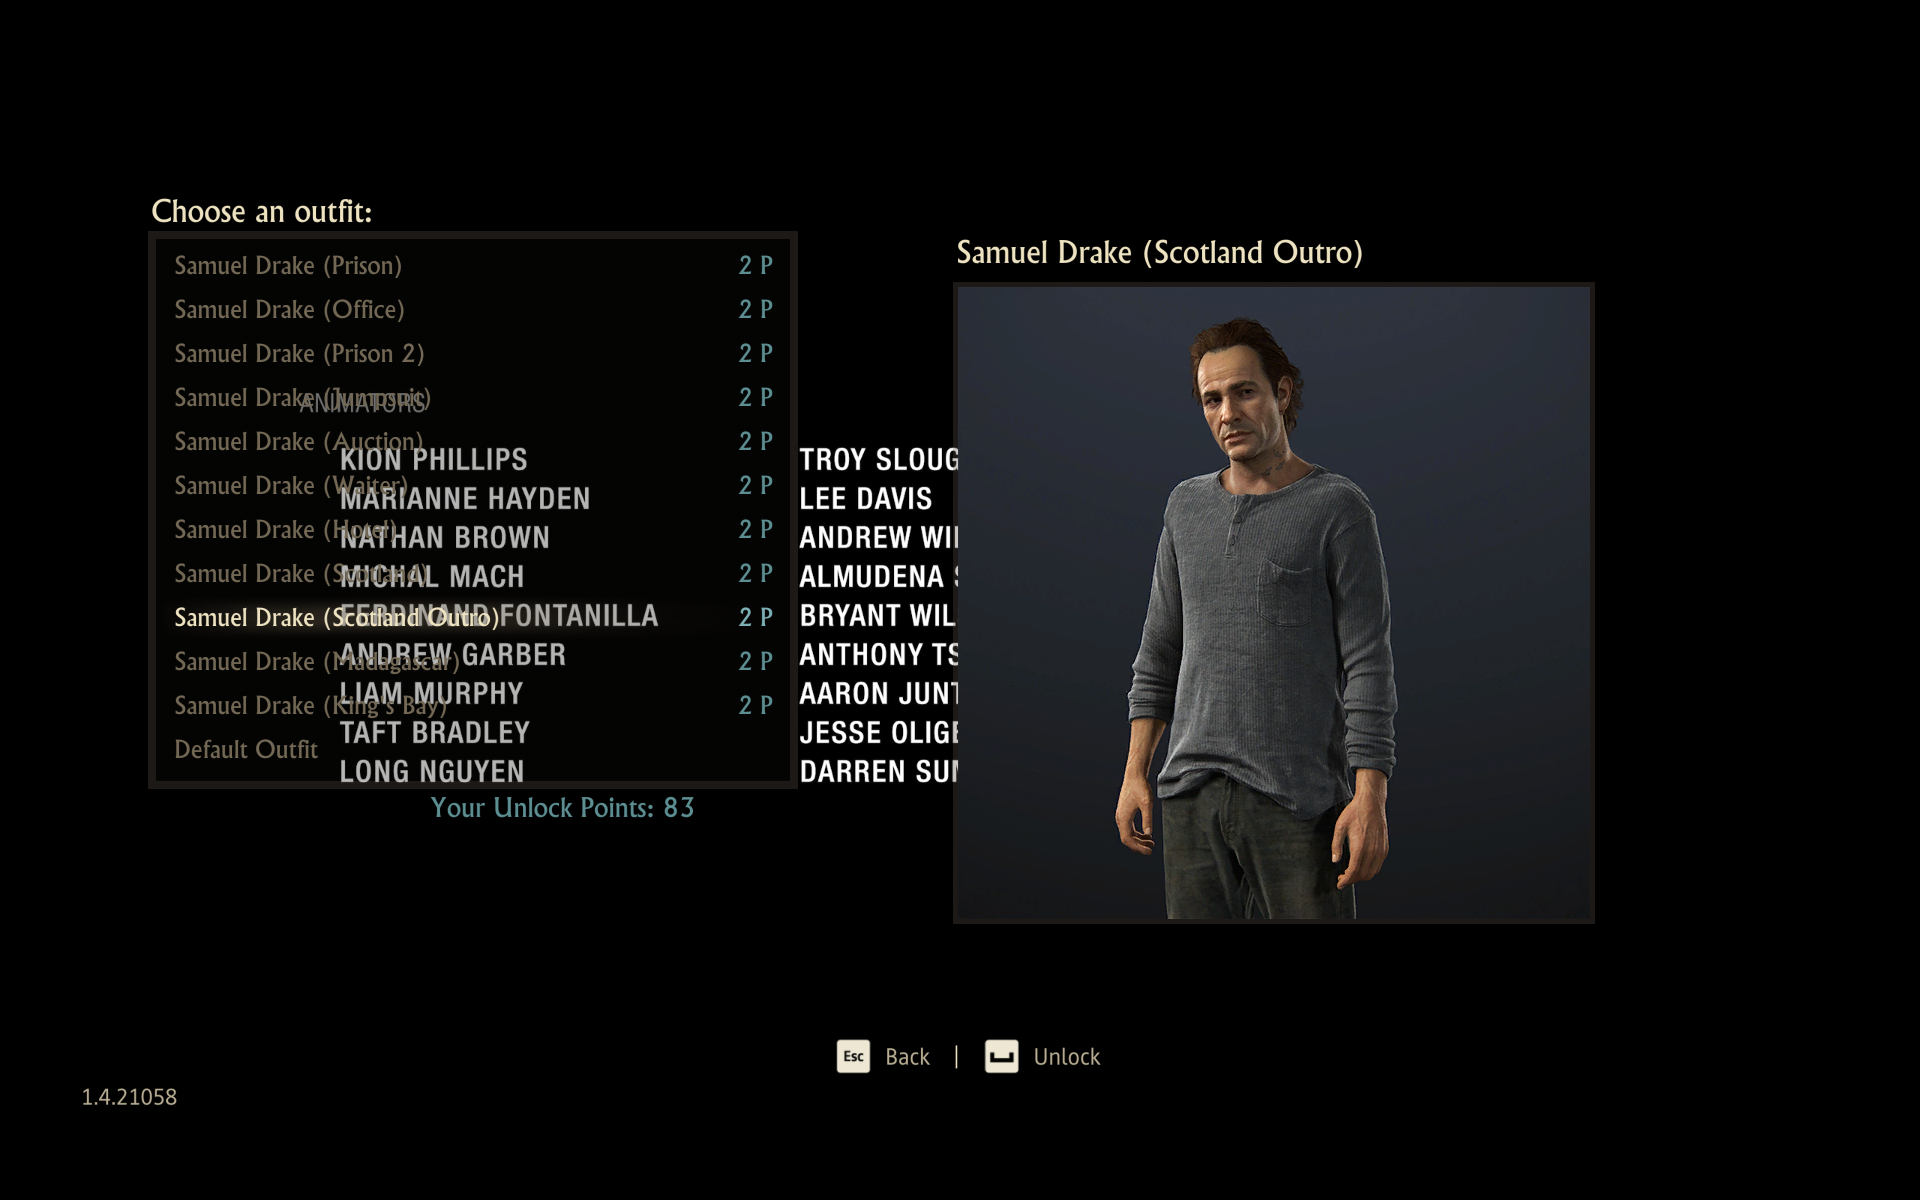 Choose an outfit:
Samuel Drake (Prison) 2 P
Samuel Drake (Office) 2 P
Samuel Drake (Prison 2) 2 P
Samuel Drake (Jumpsuit) 2 P
Samuel Drake (Auction) 2 P
Samuel Drake (Waiter) 2 P
Samuel Drake (Hotel) 2 P
Samuel Drake (Scotland) 2 P
Samuel Drake (Scotland Outro) 2 P
Samuel Drake (Madagascar) 2 P
Samuel Drake (King's Bay) 2 P
Default Outfit
Your Unlock Points: 83
ANIMATORS
KION PHILLIPS
MARIANNE HAYDEN
NATHAN BROWN
MICHAL MACH
FERDINAND FONTANILLA
ANDREW GARBER
LIAM MURPHY
TAFT BRADLEY
LONG NGUYEN
TROY SLOUG
LEE DAVIS
ANDREW
ALMUDENA
BRYANT WIL
ANTHONY TS
AARON JUNT
JESSE OLIGE
DARREN
Samuel Drake (Scotland Outro)
Esc Back | Unlock
1.4.21058